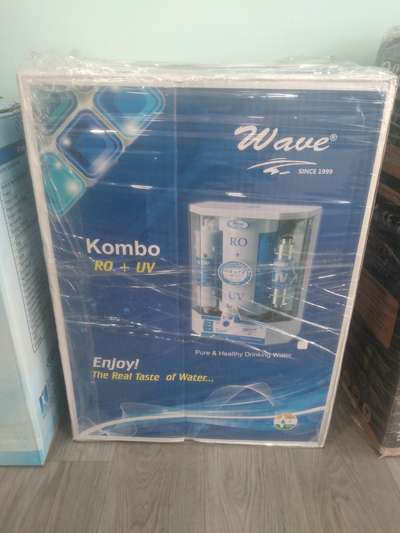 Wave®
SINCE 1999
Kombo
RO + UV
RO
+
UV
Pure & Healthy Drinking Water
Enjoy!
The Real Taste of Water...